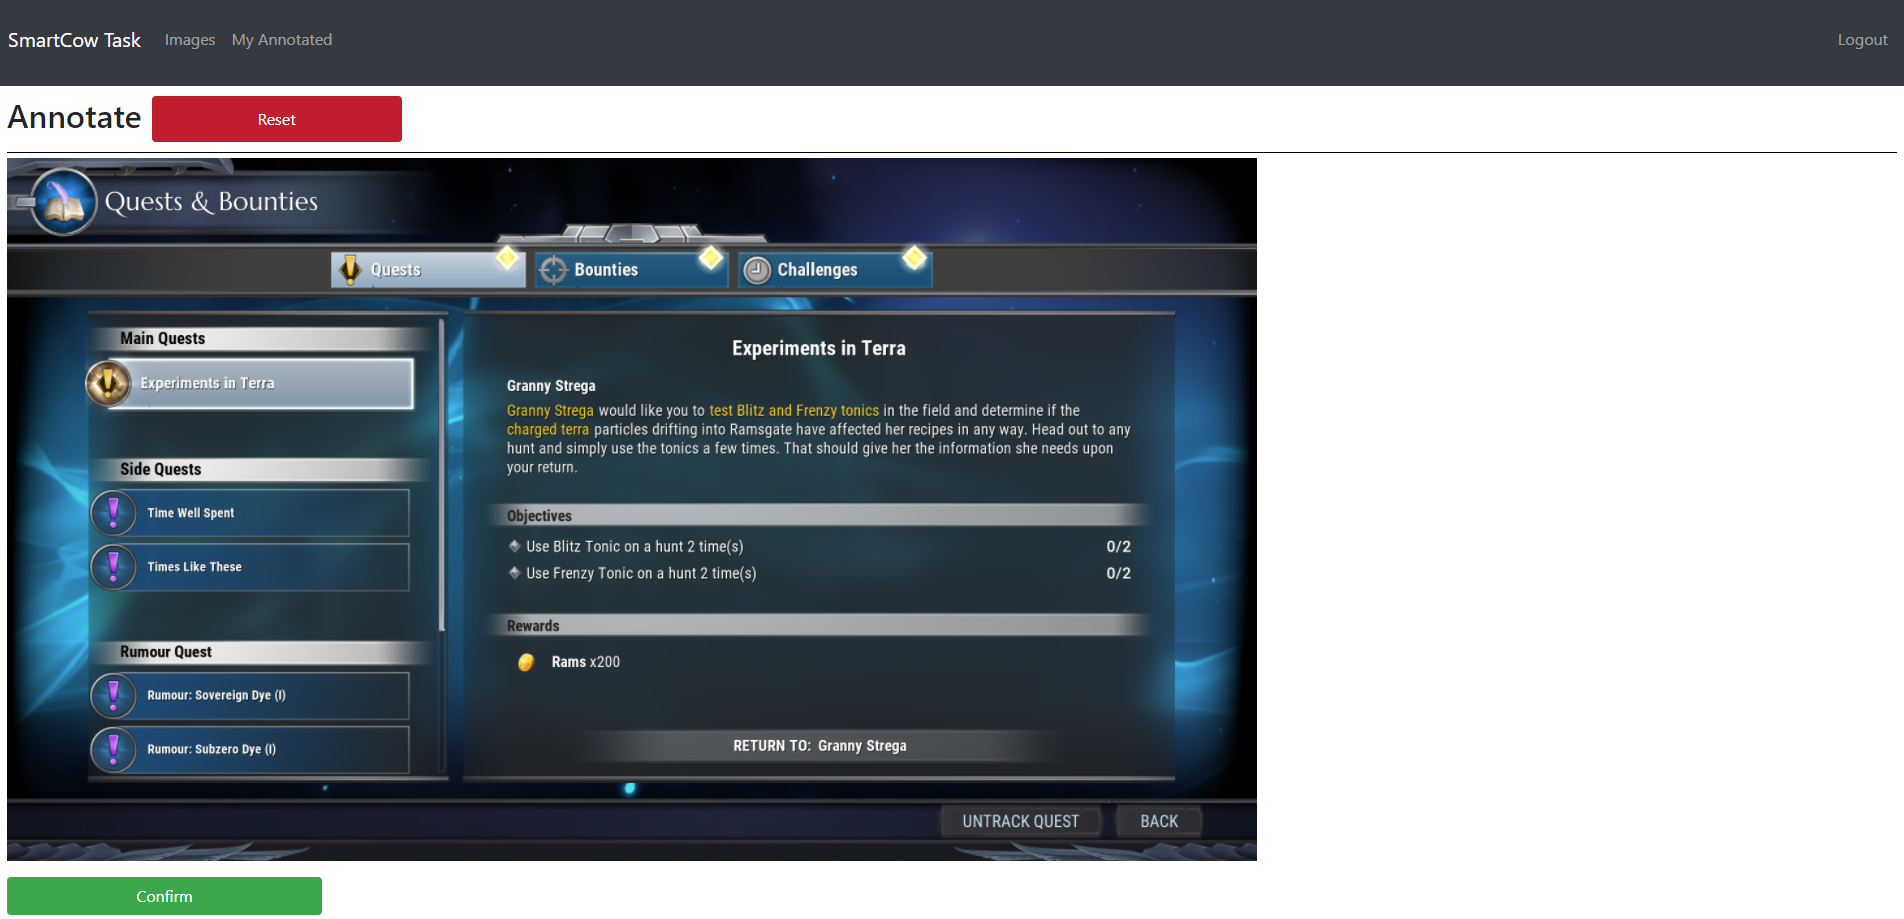 SmartCow Task Images My Annotated Logout
Annotate Reset
Quests & Bounties
Quests Bounties Challenges
Main Quests
Experiments in Terra
Side Quests
Time Well Spent
Times Like These
Rumour Quest
Rumour: Sovereign Dye (I)
Rumour: Subzero Dye (I)
Experiments in Terra
Granny Strega
Granny Strega would like you to test Blitz and Frenzy tonics in the field and determine if the
charged terra particles drifting into Ramsgate have affected her recipes in any way. Head out to any
hunt and simply use the tonics a few times. That should give her the information she needs upon
your return.
Objectives
Use Blitz Tonic on a hunt 2 time(s) 0/2
Use Frenzy Tonic on a hunt 2 time(s) 0/2
Rewards
Rams x200
RETURN TO: Granny Strega
UNTRACK QUEST BACK
Confirm